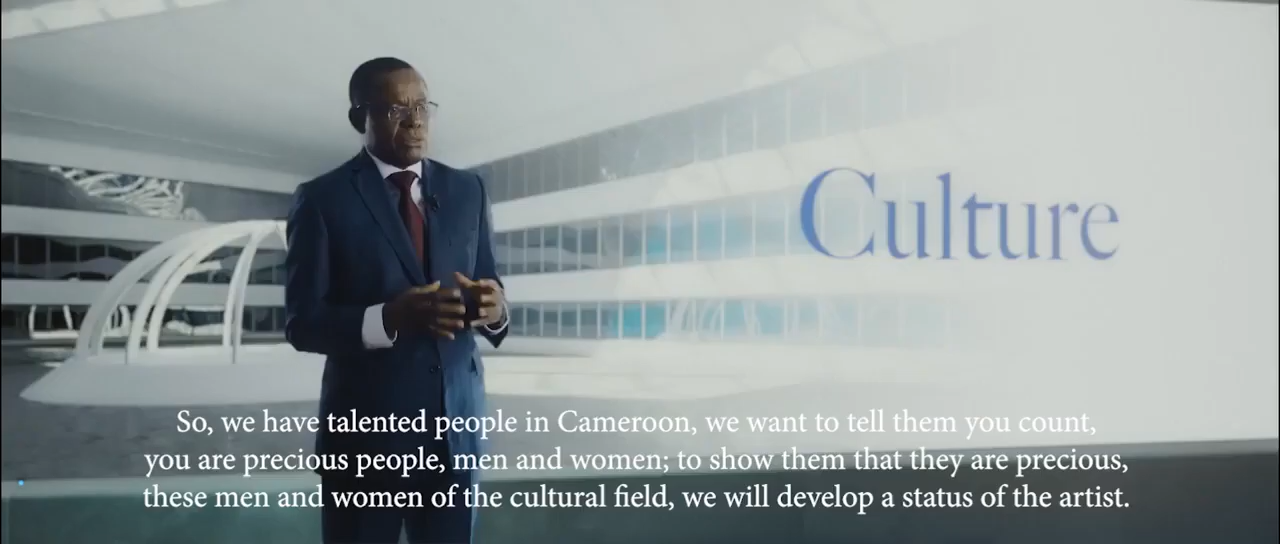 Culture
So, we have talented people in Cameroon, we want to tell them you count,
you are precious people, men and women; to show them that they are precious,
these men and women of the cultural field, we will develop a status of the artist.